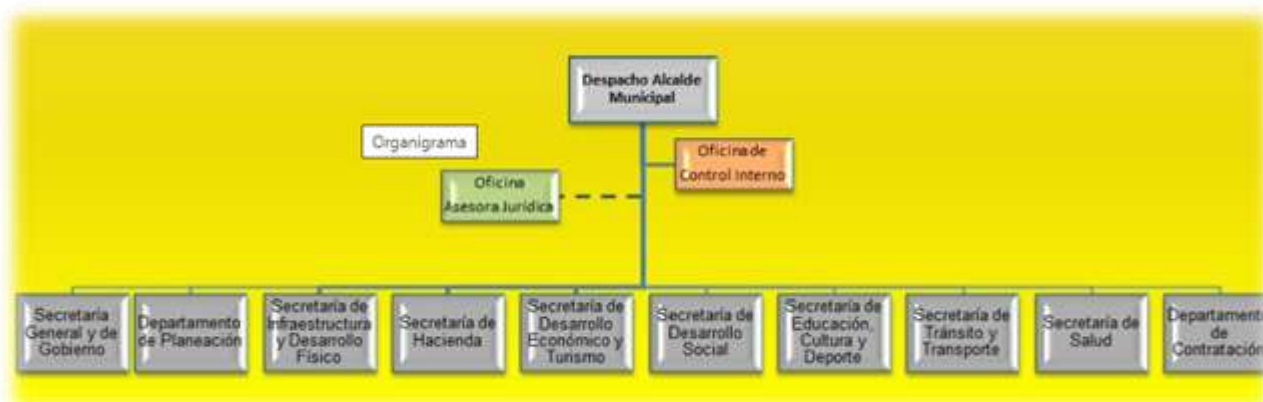 Despacho Alcalde
Municipal
Organigrama
Oficina de
Control Interno
Oficina
Asesora Jurídica
Secretaría
General y de
Gobierno
Departamento
de Planeación
Secretaría de
Infraestructura
y Desarrollo
Físico
Secretaría de
Hacienda
Secretaría de
Desarrollo
Económico y
Turismo
Secretaría de
Desarrollo
Social
Secretaría de
Educación,
Cultura y
Deporte
Secretaría de
Tránsito y
Transporte
Secretaría de
Salud
Departamento
de
Contratación